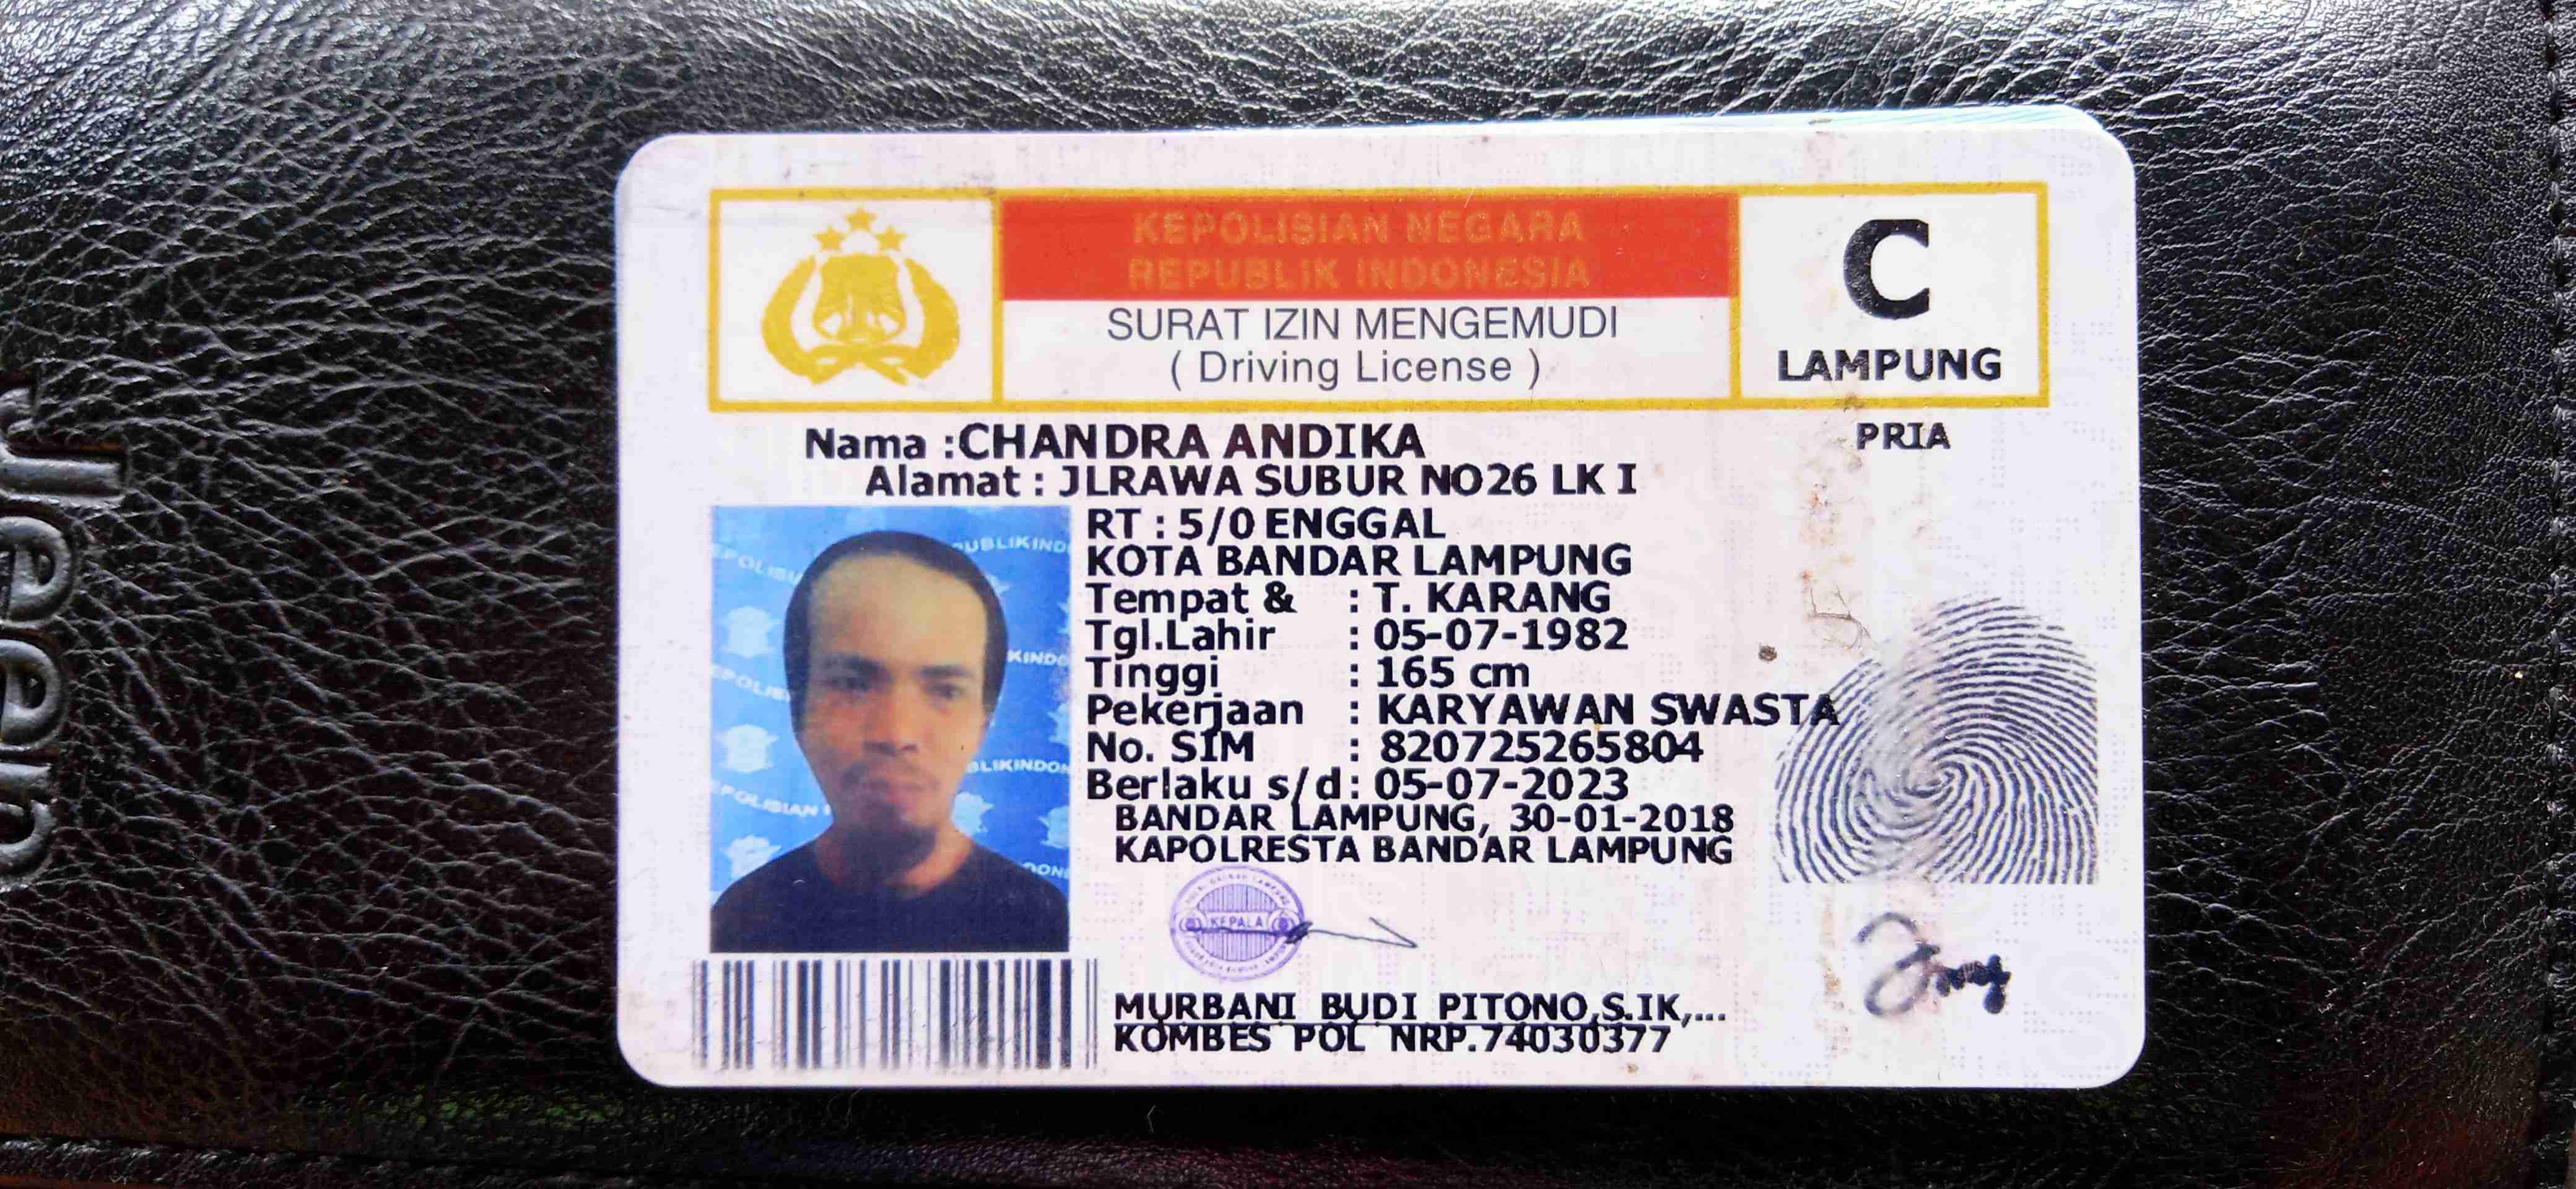 KEPOLISIAN NEGARA
REPUBLIK INDONESIA
SURAT IZIN MENGEMUDI
( Driving License )
C
LAMPUNG
PRIA
Nama :CHANDRA ANDIKA
Alamat : JLRAWA SUBUR NO26 LK I
RT : 5/0 ENGGAL
KOTA BANDAR LAMPUNG
Tempat & : T. KARANG
Tgl.Lahir : 05-07-1982
Tinggi : 165 cm
Pekerjaan : KARYAWAN SWASTA
No. SIM : 820725265804
Berlaku s/d : 05-07-2023
BANDAR LAMPUNG, 30-01-2018
KAPOLRESTA BANDAR LAMPUNG
KEPALA
MURBANI BUDI PITONO,S.IK,...
KOMBES POL NRP.74030377